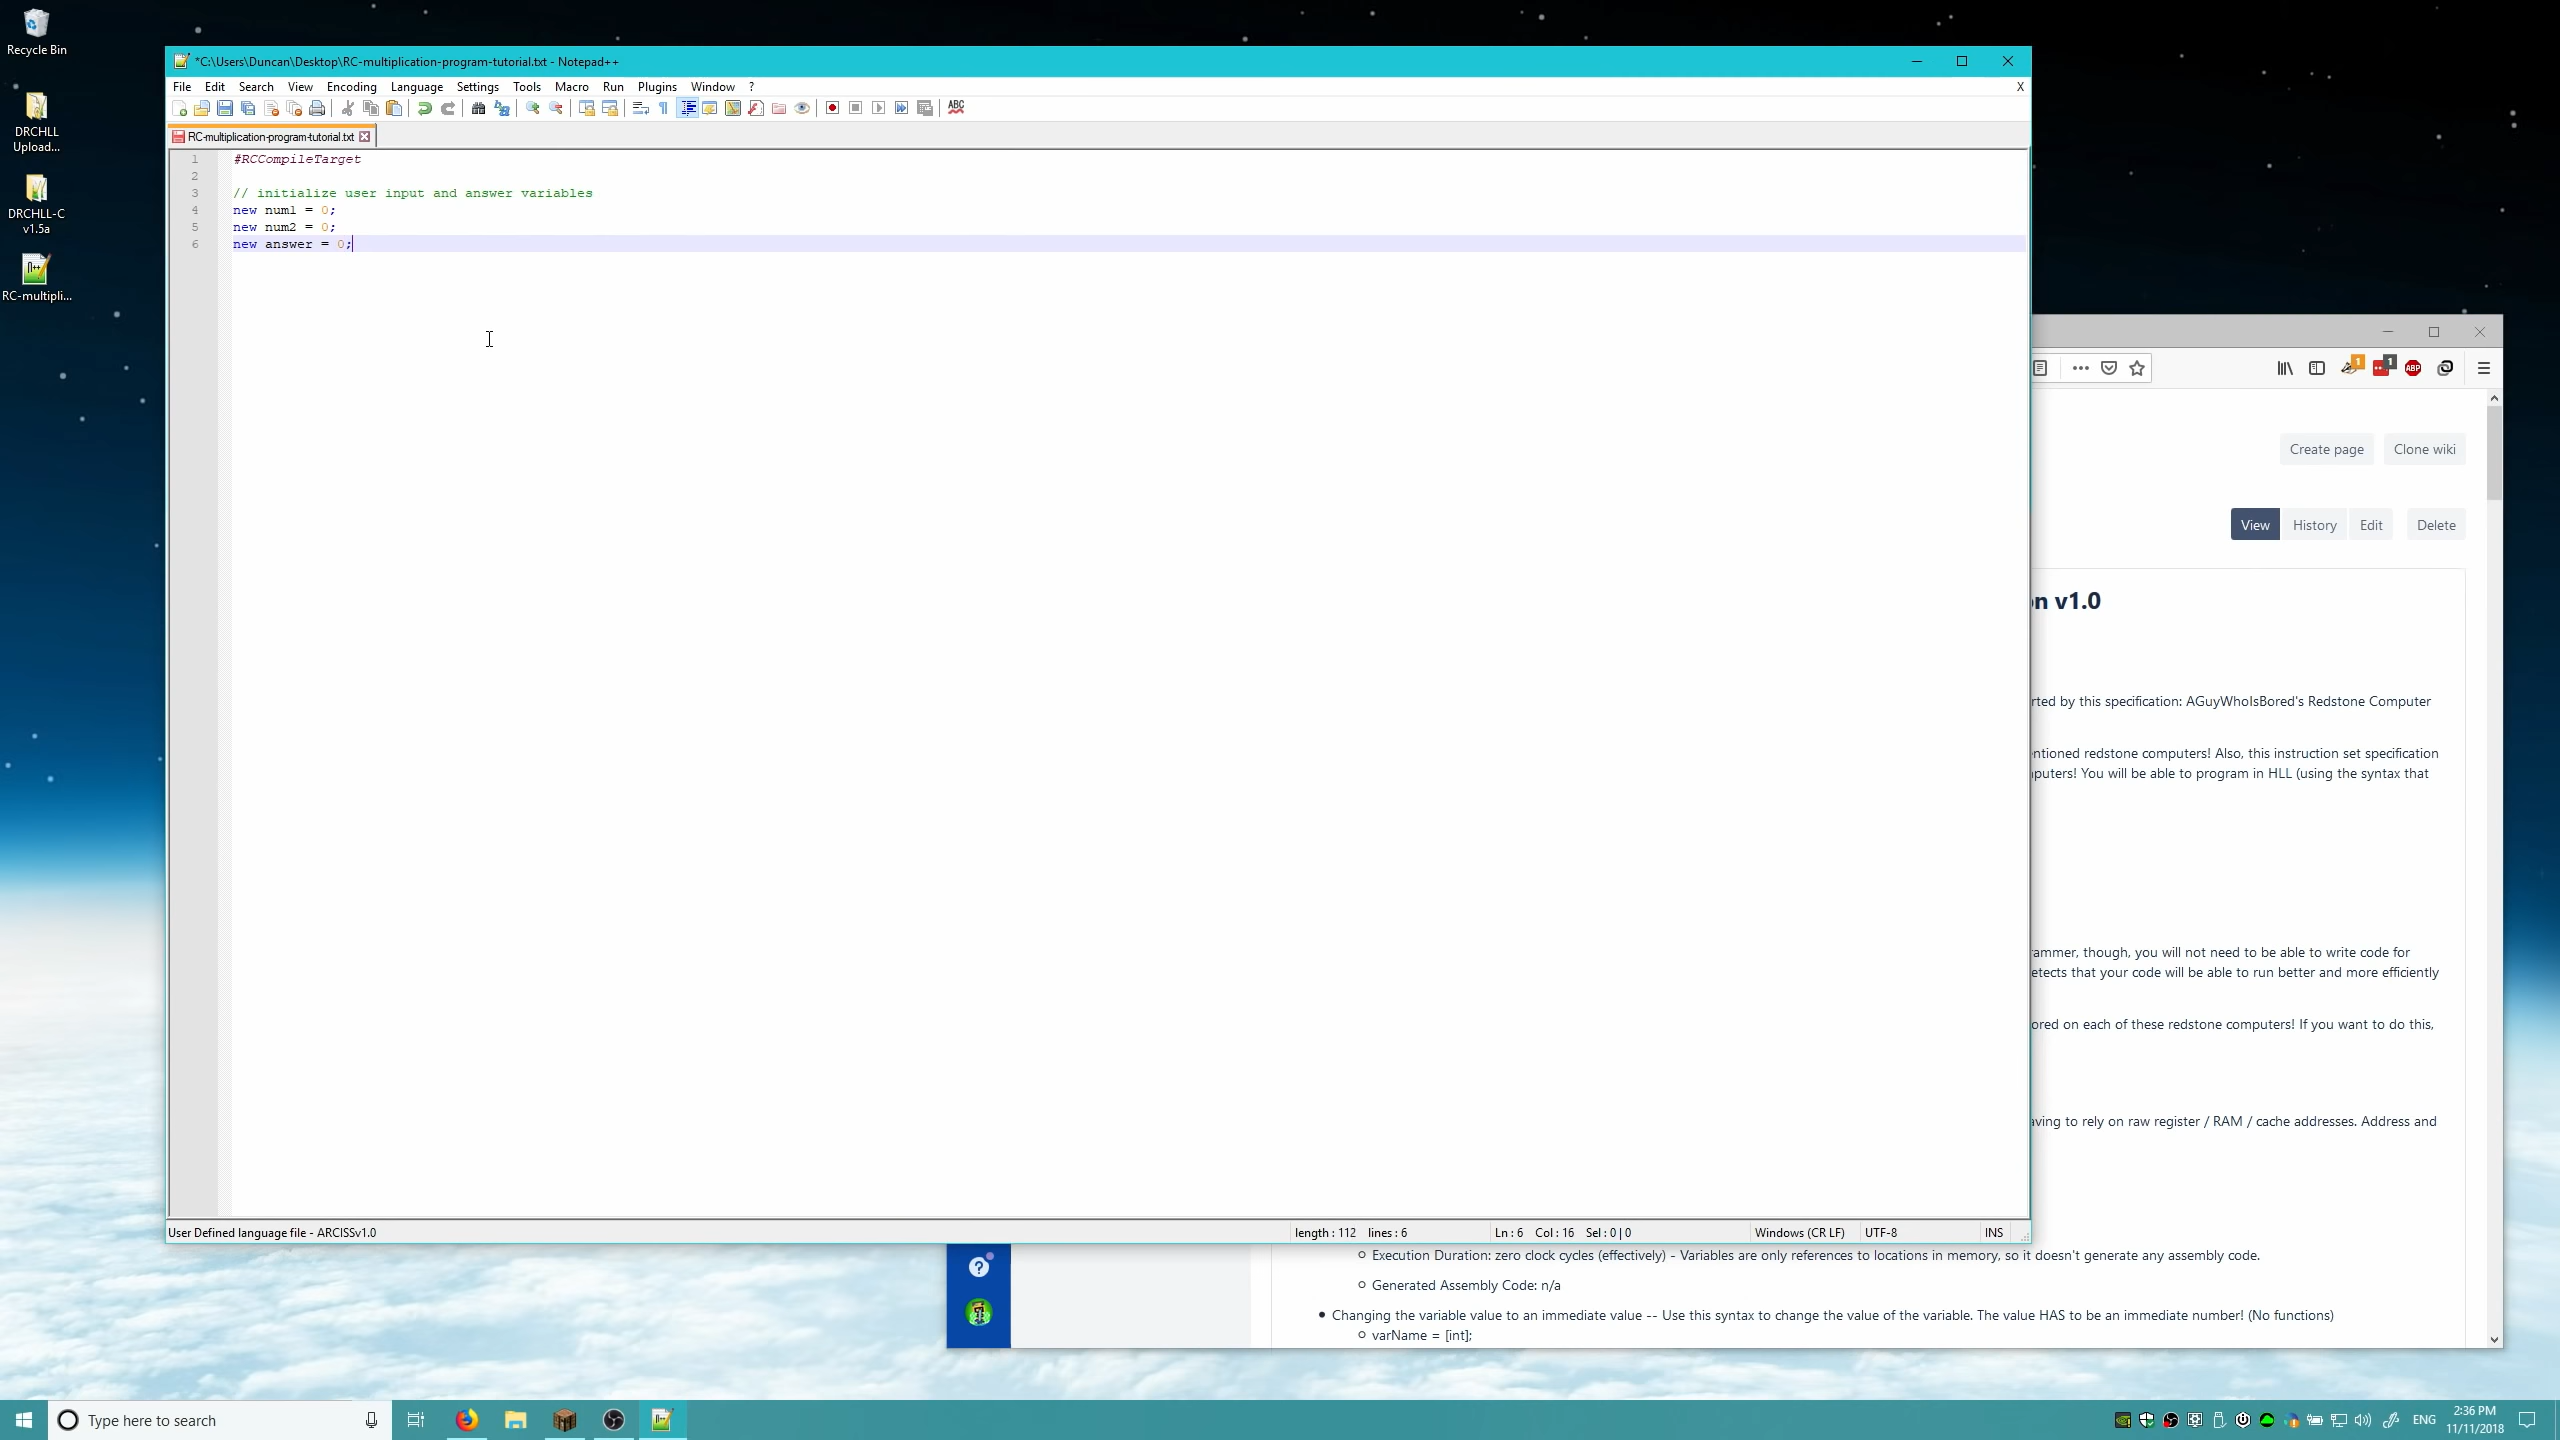 Recycle Bin
DRCHLL
Upload...
DRCHLL-C
v1.5a
RC-multipli...
*C:\Users\Duncan\Desktop\RC-multiplication-program-tutorial.txt - Notepad++
File Edit Search View Encoding Language Settings Tools Macro Run Plugins Window ? X
RC-multiplication-program-tutorial.txt
1 #RCCompileTarget
2
3 // initialize user input and answer variables
4 new num1 = 0;
5 new num2 = 0;
6 new answer = 0;
User Defined language file - ARCISSv1.0 length : 112 lines : 6 Ln : 6 Col : 16 Sel : 0 | 0 Windows (CR LF) UTF-8 INS
1 1 ABP
Create page Clone wiki
View History Edit Delete
n v1.0
rted by this specification: AGuyWhoIsBored's Redstone Computer
entioned redstone computers! Also, this instruction set specification
puters! You will be able to program in HLL (using the syntax that
rammer, though, you will not need to be able to write code for
etects that your code will be able to run better and more efficiently
ored on each of these redstone computers! If you want to do this,
aving to rely on raw register / RAM / cache addresses. Address and
Execution Duration: zero clock cycles (effectively) - Variables are only references to locations in memory, so it doesn't generate any assembly code.
Generated Assembly Code: n/a
Changing the variable value to an immediate value -- Use this syntax to change the value of the variable. The value HAS to be an immediate number! (No functions)
varName = [int];
Type here to search
ENG
2:36 PM
11/11/2018